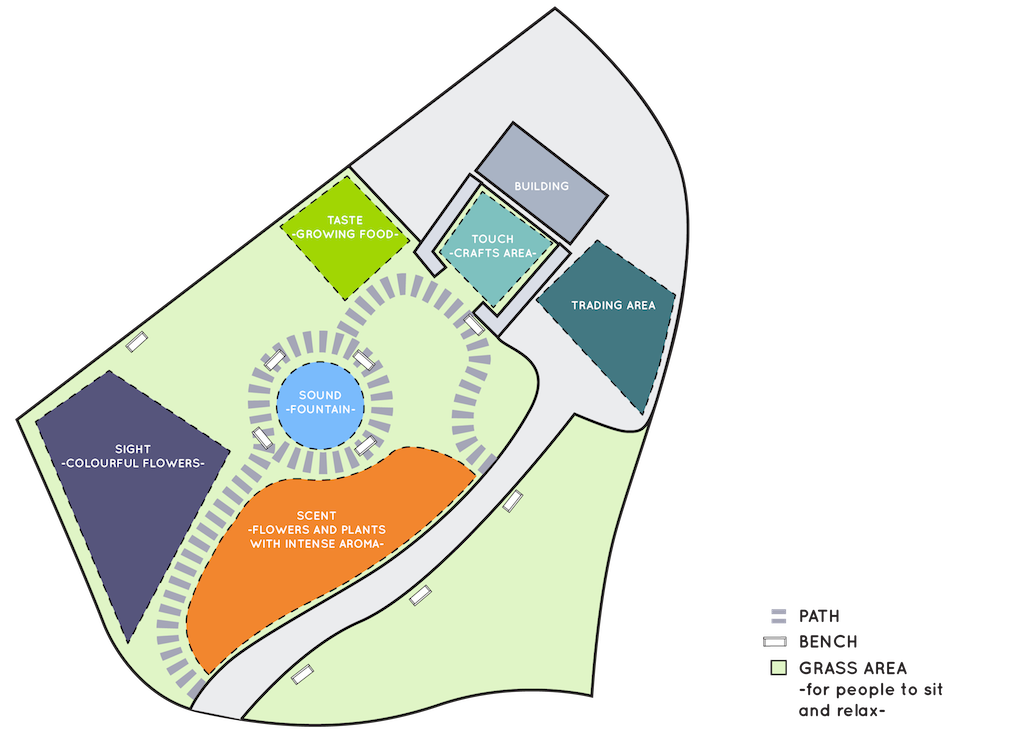 BUILDING
TASTE
-GROWING FOOD-
TOUCH
-CRAFTS AREA-
TRADING AREA
SOUND
-FOUNTAIN-
SIGHT
-COLOURFUL FLOWERS-
SCENT
-FLOWERS AND PLANTS
WITH INTENSE AROMA-
PATH
BENCH
GRASS AREA
-for people to sit
and relax-